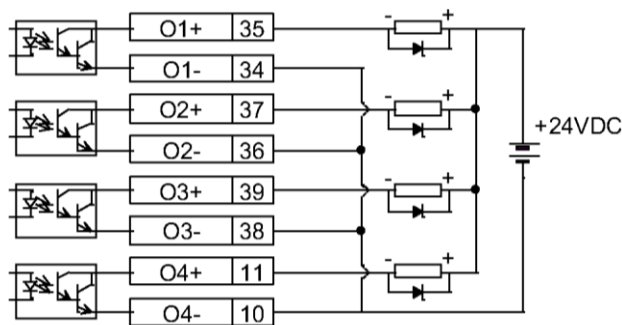 O1+ 35 - +
O1- 34
O2+ 37 - +
+24VDC
O2- 36
O3+ 39 - +
O3- 38
O4+ 11 - +
O4- 10